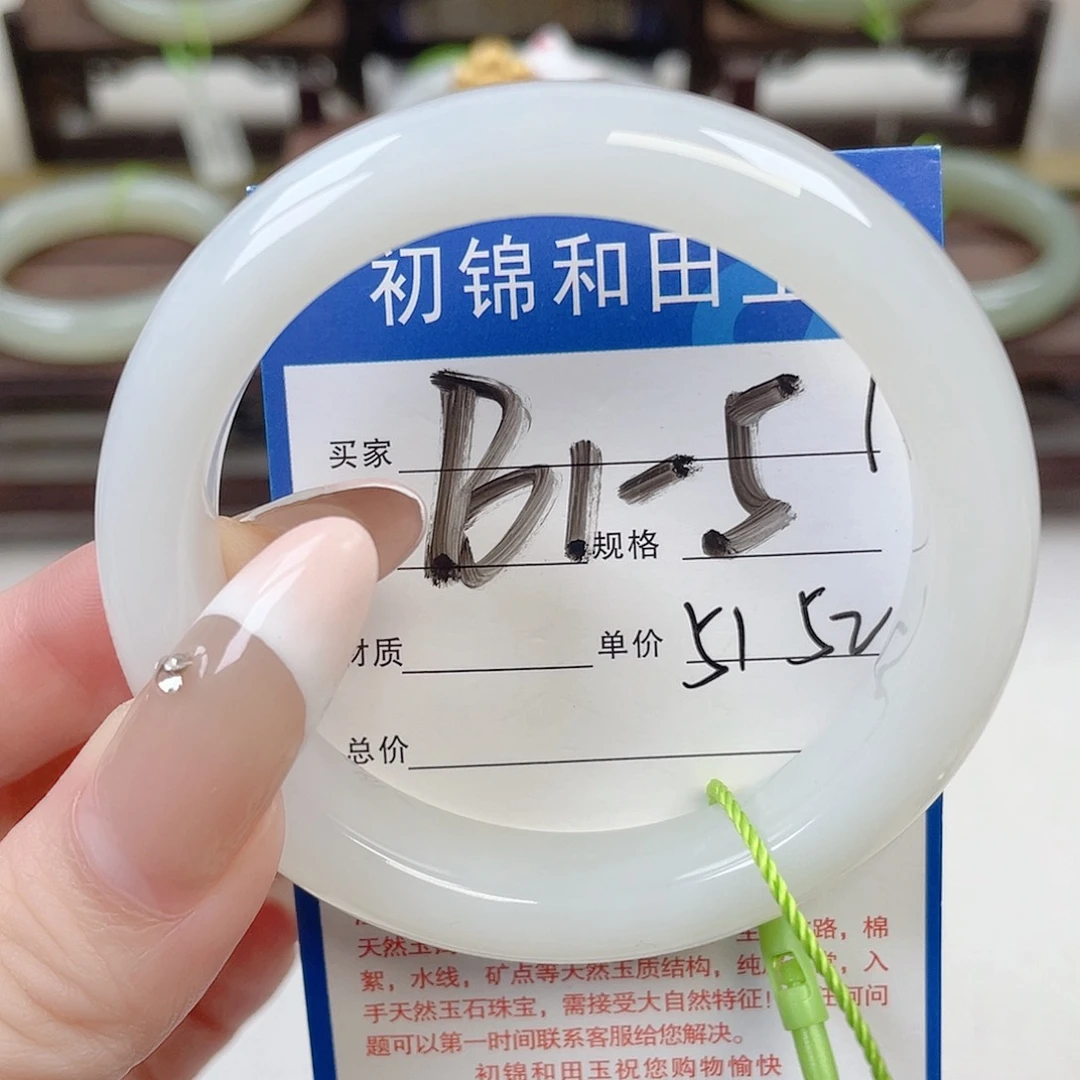 初锦和田玉
B1-5
买家
规格
材质 单价 51 52
总价
天然玉
路，棉
絮，水线，矿点等天然玉质结构，纯 入
手天然玉石珠宝，需接受大自然特征！ 任何问
题可以第一时间联系客服给您解决。
初锦和田玉祝您购物愉快